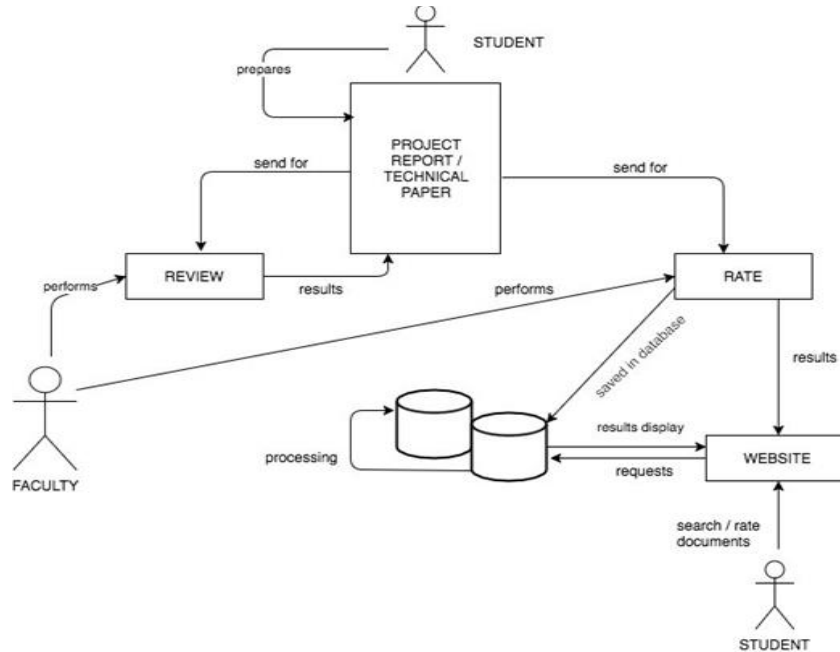 STUDENT
prepares
PROJECT
REPORT /
TECHNICAL
PAPER
send for
send for
REVIEW
RATE
performs
results
performs
results
saved in database
FACULTY
processing
results display
requests
WEBSITE
search / rate
documents
STUDENT